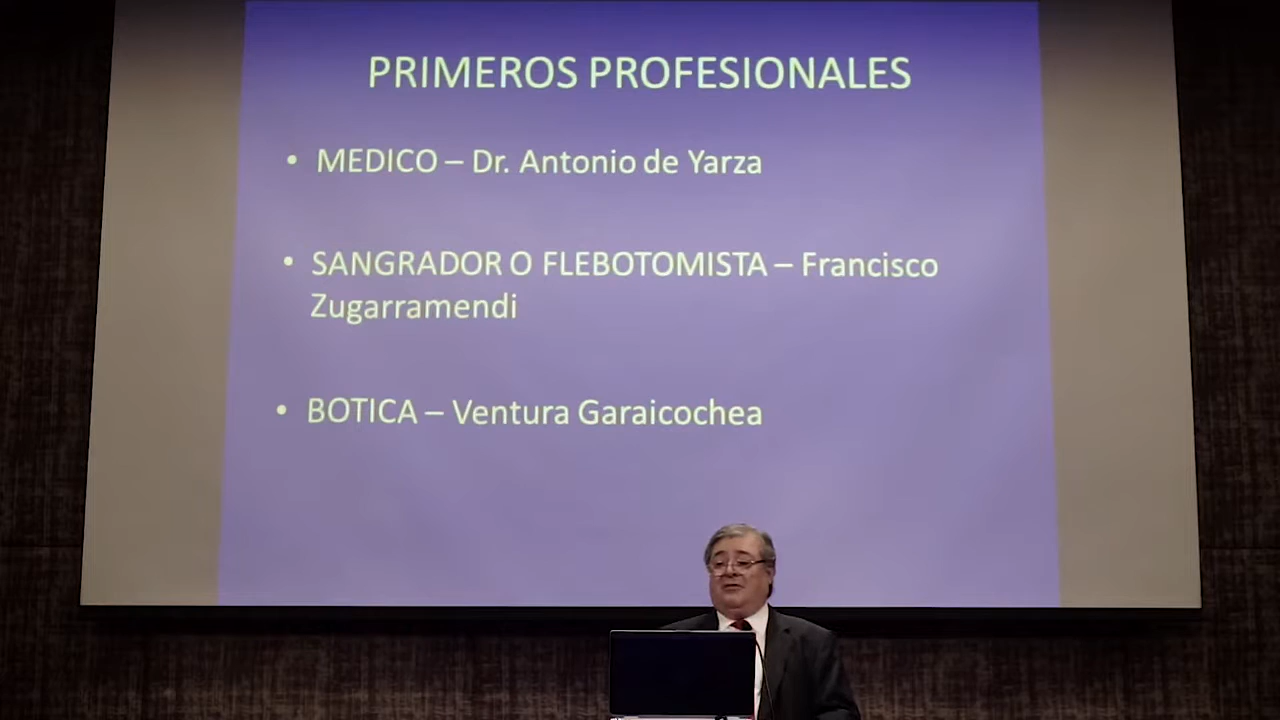 PRIMEROS PROFESIONALES
• MEDICO – Dr. Antonio de Yarza
• SANGRADOR O FLEBOTOMISTA – Francisco
Zugarramendi
• BOTICA – Ventura Garaicochea